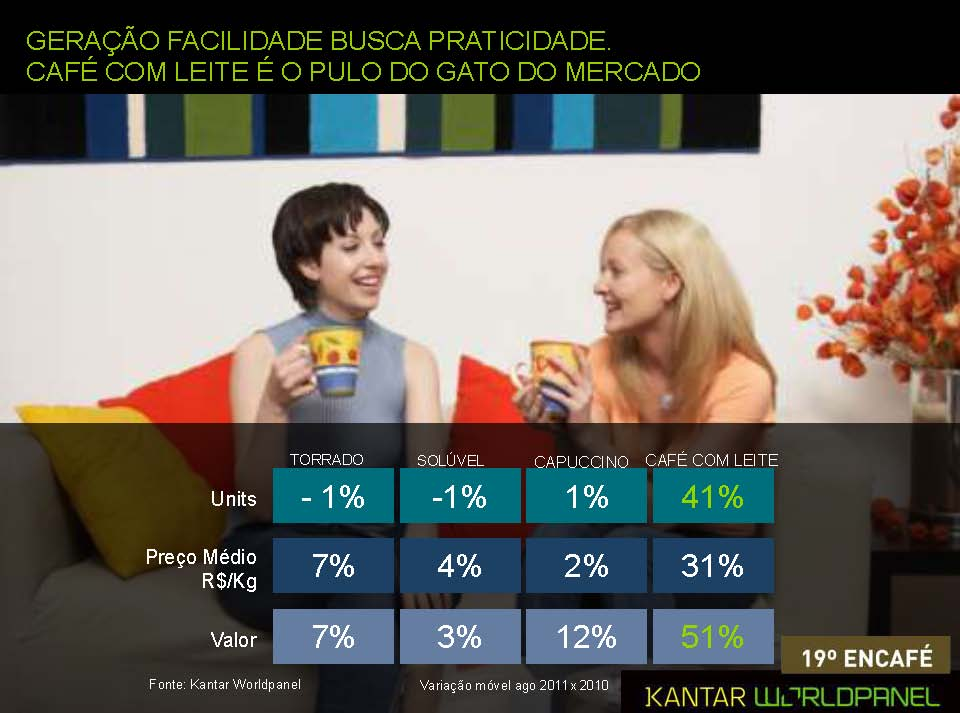 GERAÇÃO FACILIDADE BUSCA PRATICIDADE.
CAFÉ COM LEITE É O PULO DO GATO DO MERCADO
TORRADO SOLÚVEL CAPUCCINO CAFÉ COM LEITE
Units - 1% -1% 1% 41%
Preço Médio
R$/Kg 7% 4% 2% 31%
Valor 7% 3% 12% 51%
19º ENCAFÉ
Fonte: Kantar Worldpanel Variação móvel ago 2011 x 2010
KANTAR WORLDPANEL